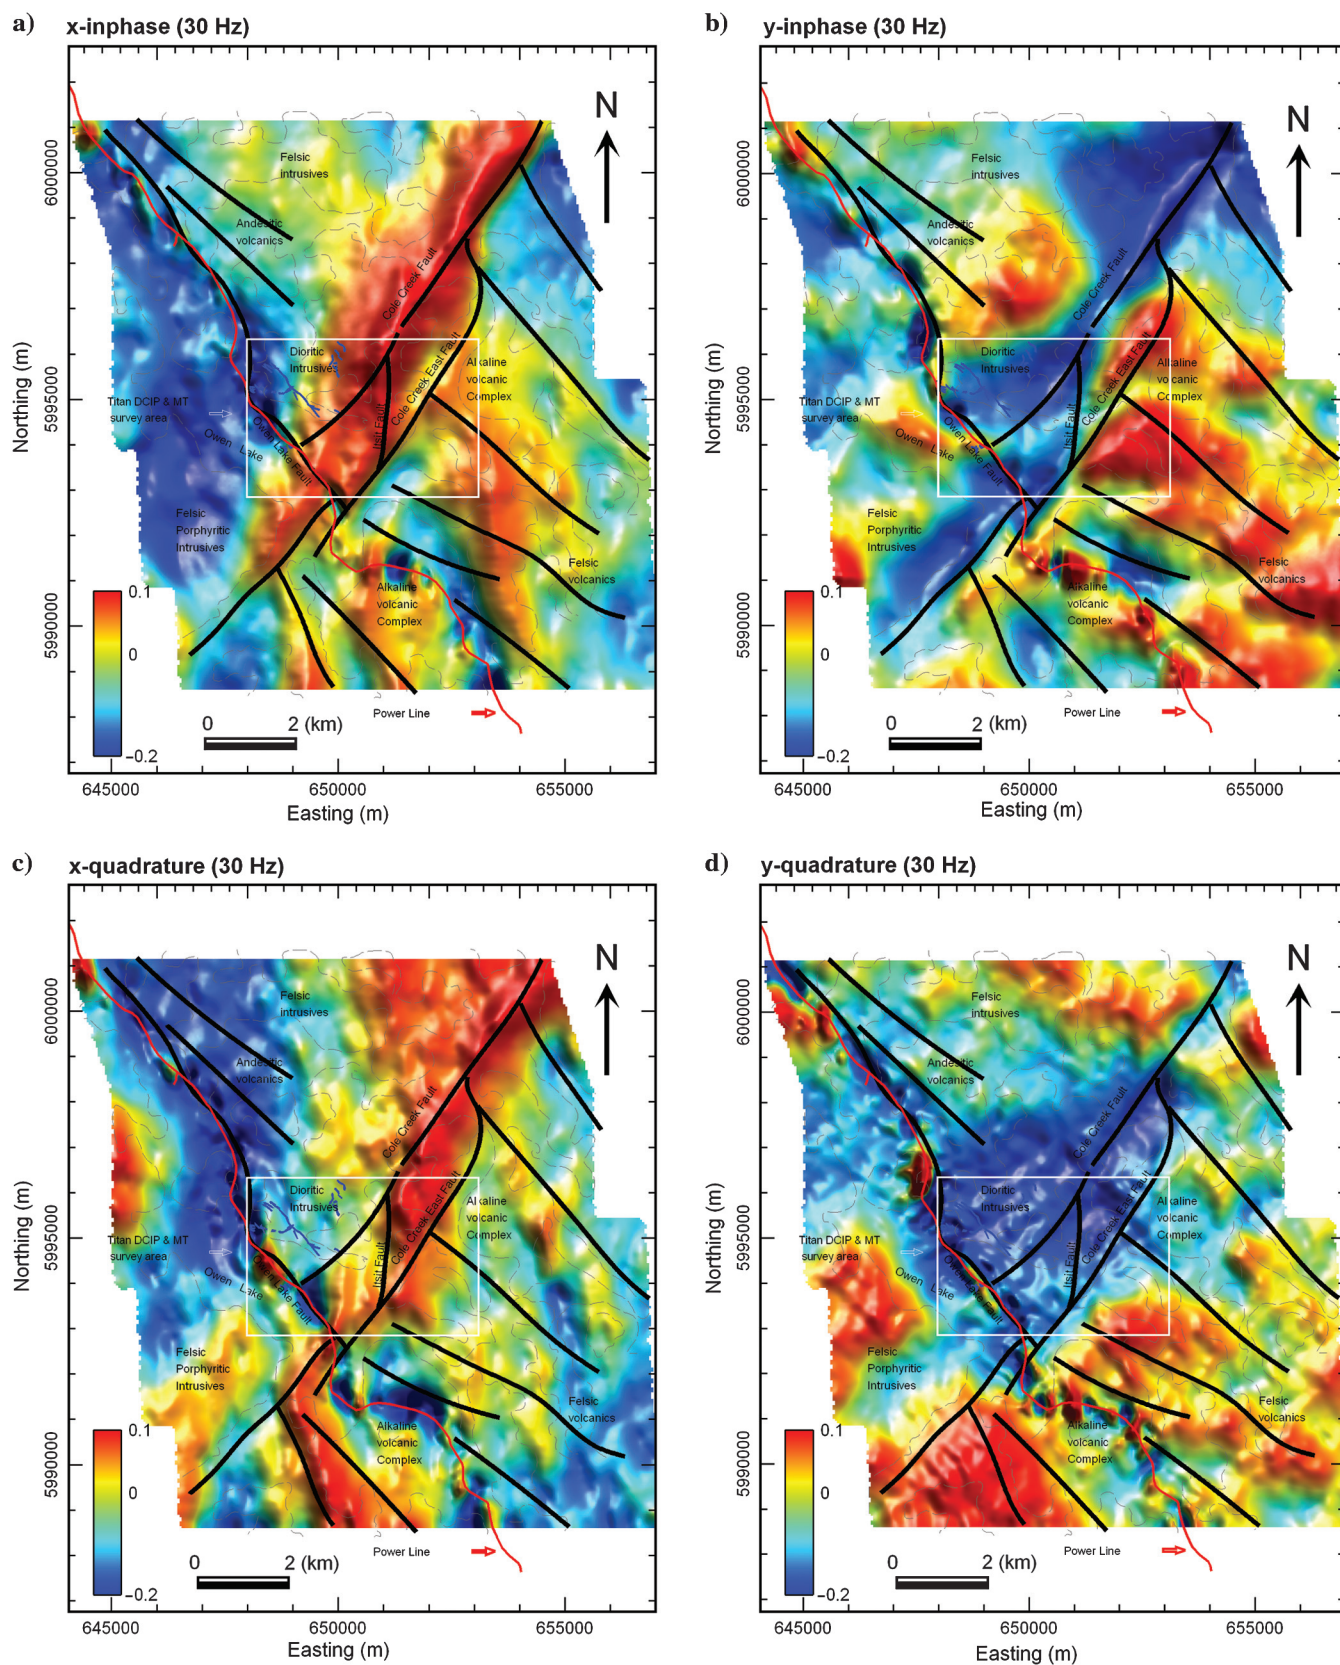 a) x-inphase (30 Hz)
N
Felsic
intrusives
Andesitic
volcanics
Cole Creek Fault
Dioritic
Intrusives
Cole Creek East Fault
Alkaline
volcanic
Complex
Titan DCIP & MT
survey area
Itsit Fault
Owen Lake
Owen Lake Fault
Felsic
Porphyritic
Intrusives
Felsic
volcanics
Alkaline
volcanic
Complex
0.1
0
−0.2
0 2 (km)
Power Line
6000000
5995000
5990000
Northing (m)
645000 650000 655000
Easting (m)
b) y-inphase (30 Hz)
N
Felsic
intrusives
Andesitic
volcanics
Cole Creek Fault
Dioritic
Intrusives
Cole Creek East Fault
Alkaline
volcanic
Complex
Titan DCIP & MT
survey area
Itsit Fault
Owen Lake
Owen Lake Fault
Felsic
Porphyritic
Intrusives
Felsic
volcanics
Alkaline
volcanic
Complex
0.1
0
−0.2
0 2 (km)
Power Line
6000000
5995000
5990000
Northing (m)
645000 650000 655000
Easting (m)
c) x-quadrature (30 Hz)
N
Felsic
intrusives
Andesitic
volcanics
Cole Creek Fault
Dioritic
Intrusives
Cole Creek East Fault
Alkaline
volcanic
Complex
Titan DCIP & MT
survey area
Itsit Fault
Owen Lake
Owen Lake Fault
Felsic
Porphyritic
Intrusives
Felsic
volcanics
Alkaline
volcanic
Complex
0.1
0
−0.2
0 2 (km)
Power Line
6000000
5995000
5990000
Northing (m)
645000 650000 655000
Easting (m)
d) y-quadrature (30 Hz)
N
Felsic
intrusives
Andesitic
volcanics
Cole Creek Fault
Dioritic
Intrusives
Cole Creek East Fault
Alkaline
volcanic
Complex
Titan DCIP & MT
survey area
Itsit Fault
Owen Lake
Owen Lake Fault
Felsic
Porphyritic
Intrusives
Felsic
volcanics
Alkaline
volcanic
Complex
0.1
0
−0.2
0 2 (km)
Power Line
6000000
5995000
5990000
Northing (m)
645000 650000 655000
Easting (m)